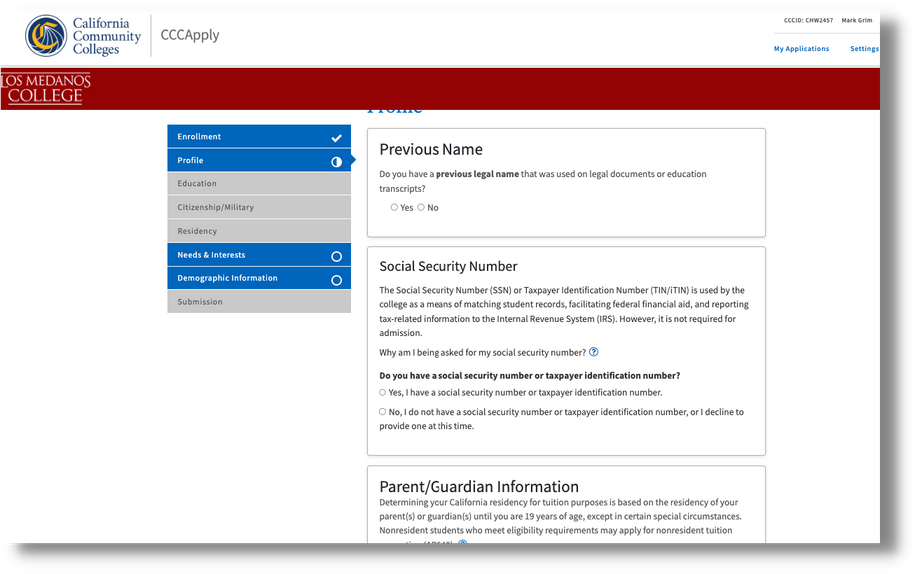 California
Community
Colleges
CCCApply
CCCID: CHW2457 Mark Grim
My Applications Settings
LOS MEDANOS
COLLEGE
Profile
Enrollment
Profile
Education
Citizenship/Military
Residency
Needs & Interests
Demographic Information
Submission
Previous Name
Do you have a previous legal name that was used on legal documents or education
transcripts?
Yes No
Social Security Number
The Social Security Number (SSN) or Taxpayer Identification Number (TIN/iTIN) is used by the
college as a means of matching student records, facilitating federal financial aid, and reporting
tax-related information to the Internal Revenue System (IRS). However, it is not required for
admission.
Why am I being asked for my social security number? ?
Do you have a social security number or taxpayer identification number?
Yes, I have a social security number or taxpayer identification number.
No, I do not have a social security number or taxpayer identification number, or I decline to
provide one at this time.
Parent/Guardian Information
Determining your California residency for tuition purposes is based on the residency of your
parent(s) or guardian(s) until you are 19 years of age, except in certain special circumstances.
Nonresident students who meet eligibility requirements may apply for nonresident tuition